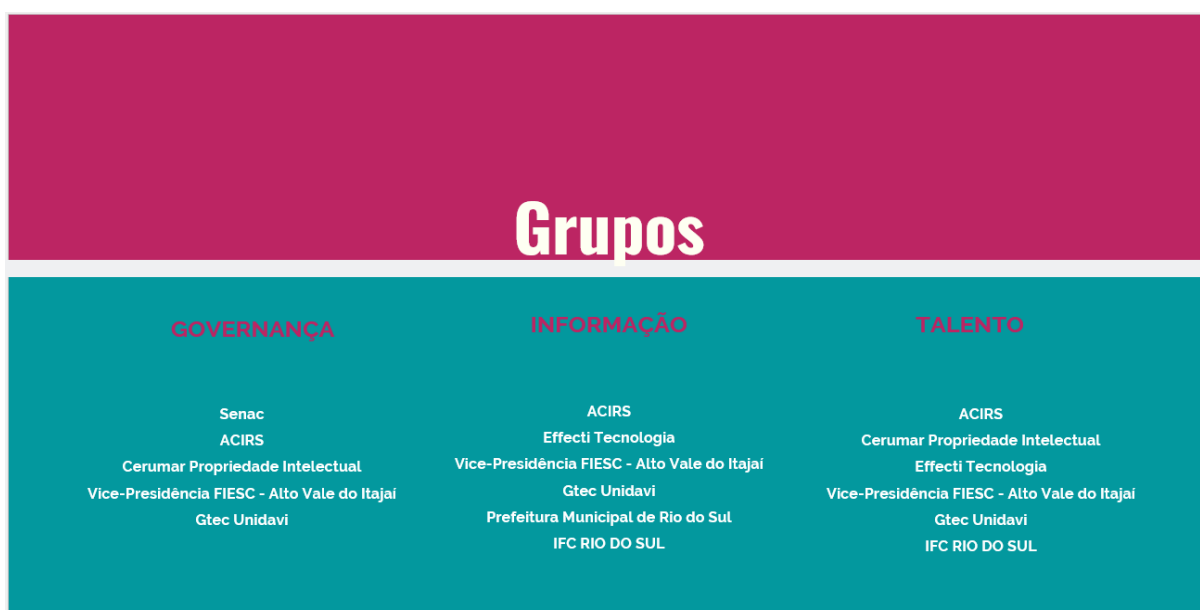 Grupos
GOVERNANÇA
Senac
ACIRS
Cerumar Propriedade Intelectual
Vice-Presidência FIESC - Alto Vale do Itajaí
Gtec Unidavi
INFORMAÇÃO
ACIRS
Effecti Tecnologia
Vice-Presidência FIESC - Alto Vale do Itajaí
Gtec Unidavi
Prefeitura Municipal de Rio do Sul
IFC RIO DO SUL
TALENTO
ACIRS
Cerumar Propriedade Intelectual
Effecti Tecnologia
Vice-Presidência FIESC - Alto Vale do Itajaí
Gtec Unidavi
IFC RIO DO SUL